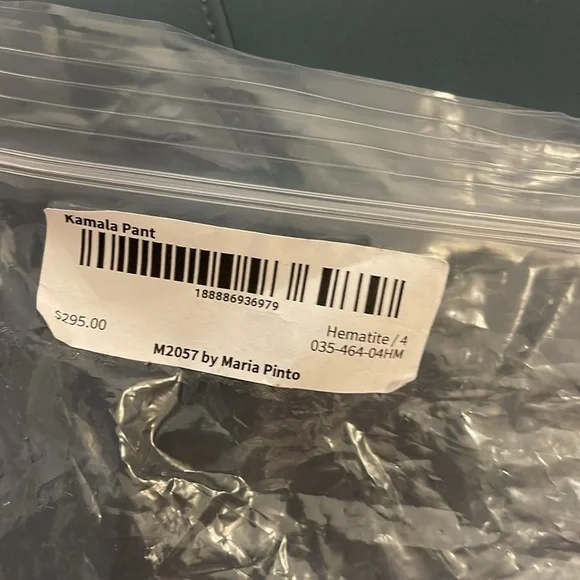 Kamala Pant
188886936979
$295.00
Hematite / 4
035-464-04HM
M2057 by Maria Pinto